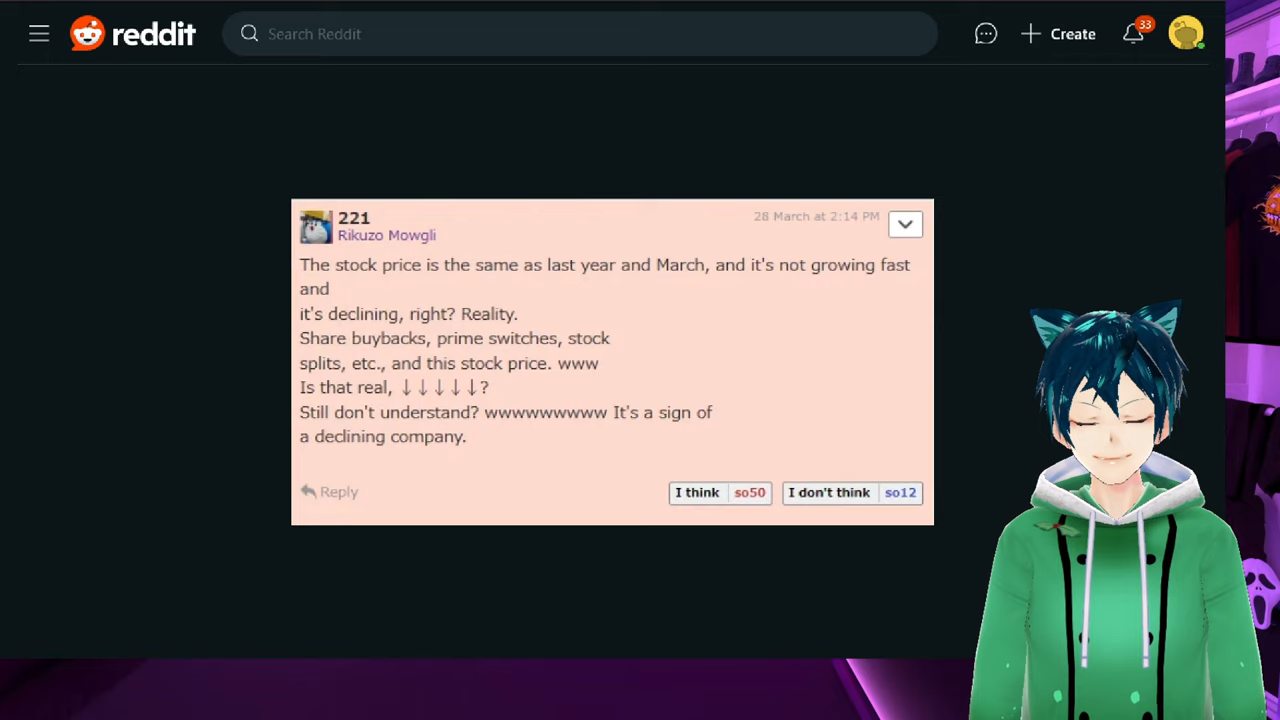 reddit
Search Reddit
Create
33
221
28 March at 2:14 PM
Rikuzo Mowgli
The stock price is the same as last year and March, and it's not growing fast
and
it's declining, right? Reality.
Share buybacks, prime switches, stock
splits, etc., and this stock price. www
Is that real, ↓↓↓↓↓?
Still don't understand? wwwwwwwwww It's a sign of
a declining company.
Reply
I think so50
I don't think so12